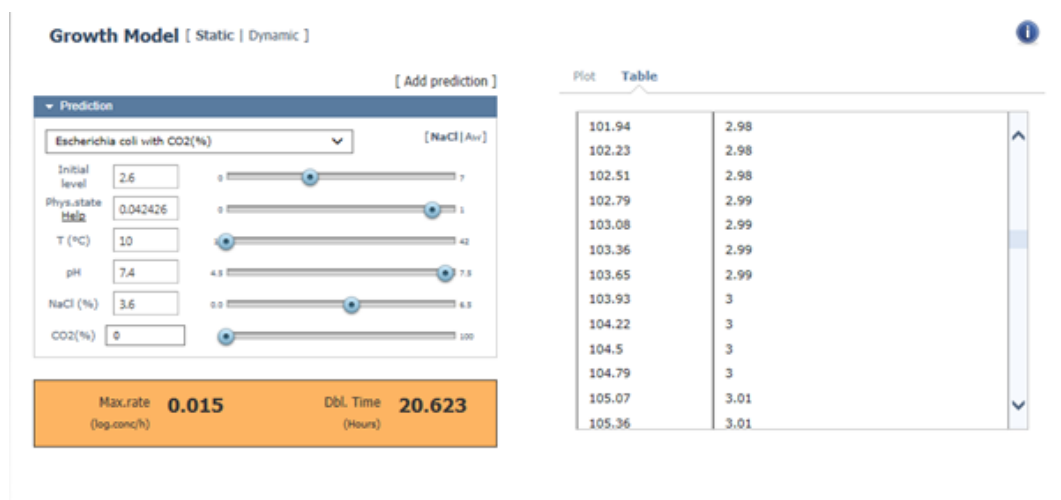 Growth Model [ Static | Dynamic ]
i
[ Add prediction ]
Prediction
Escherichia coli with CO2(%)
[NaCl|Aw]
Initial level 2.6 0 7
Phys.state Help 0.042426 0 1
T (°C) 10 42
pH 7.4 4.5 7.5
NaCl (%) 3.6 0.0 6.5
CO2(%) 0 100
Max.rate (log.conc/h) 0.015
Dbl. Time (Hours) 20.623
Plot Table
101.94 2.98
102.23 2.98
102.51 2.98
102.79 2.99
103.08 2.99
103.36 2.99
103.65 2.99
103.93 3
104.22 3
104.5 3
104.79 3
105.07 3.01
105.36 3.01